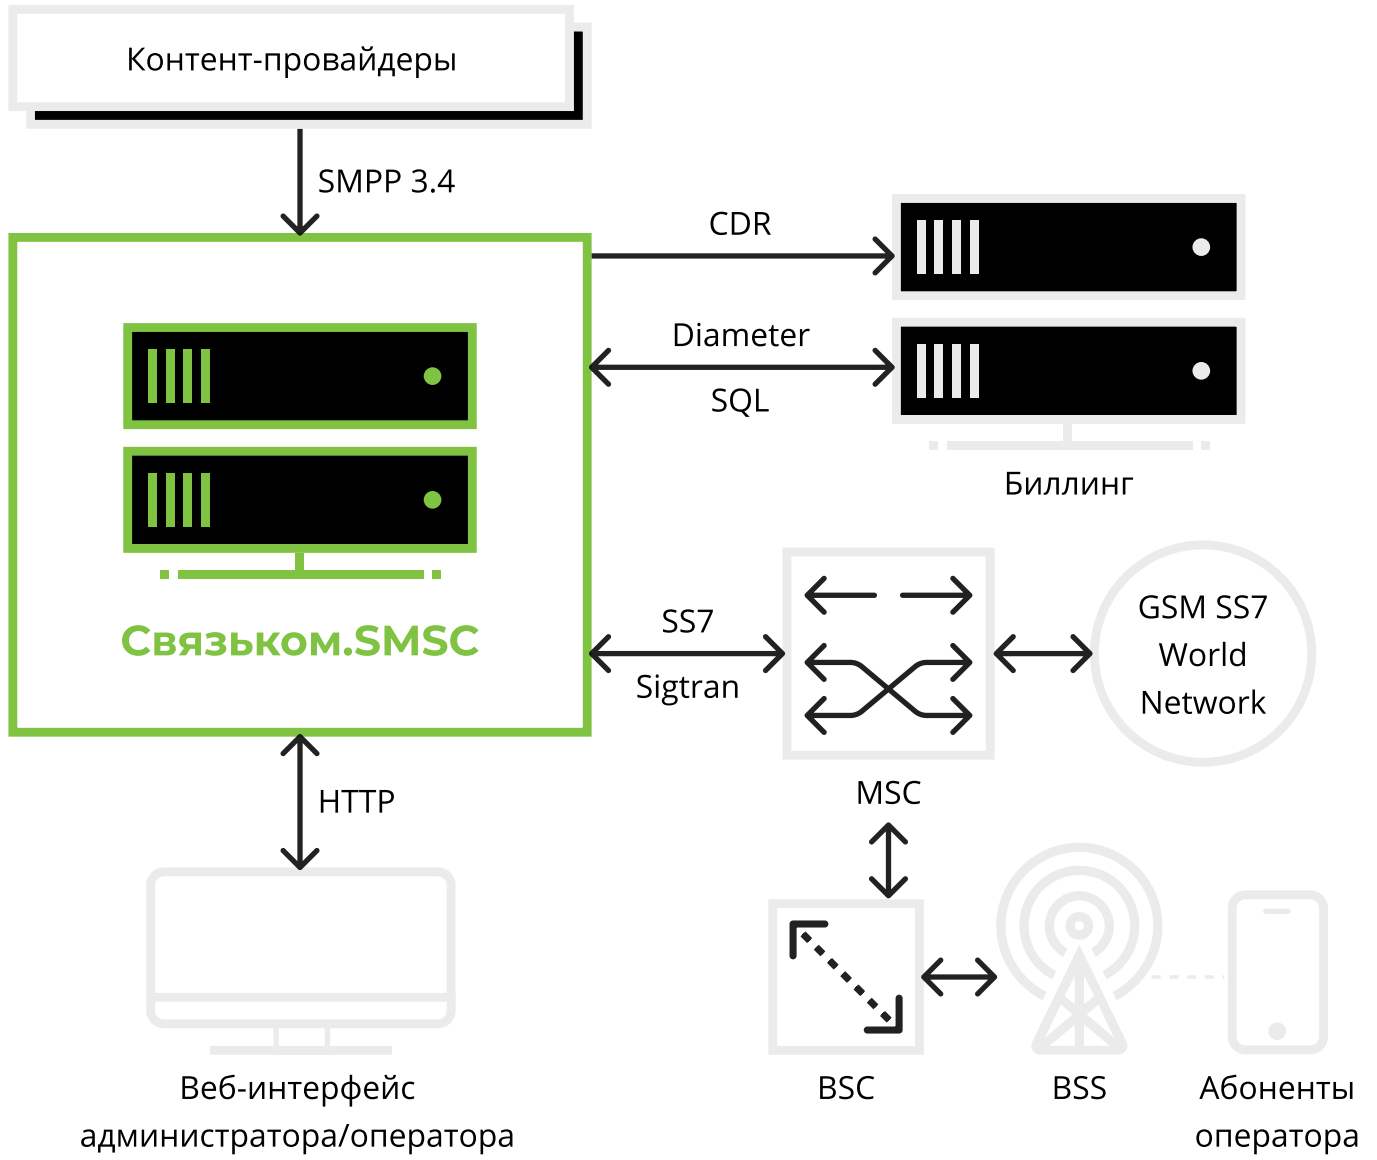 Контент-провайдеры
SMPP 3.4
CDR
Diameter
SQL
Биллинг
Связьком.SMSC
SS7
Sigtran
GSM SS7
World
Network
MSC
HTTP
BSC
BSS
Абоненты
оператора
Веб-интерфейс
администратора/оператора